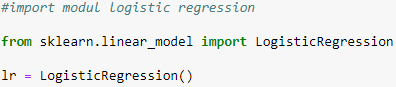 #import modul logistic regression
from sklearn.linear_model import LogisticRegression
lr = LogisticRegression()